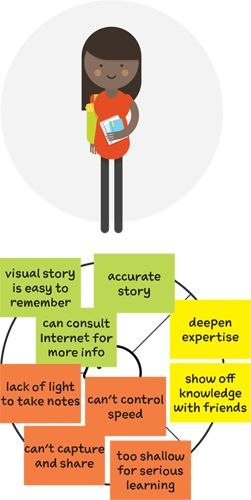 visual story
is easy to
remember
accurate
story
can consult
Internet for
more info
deepen
expertise
lack of light
to take notes
can't control
speed
show off
knowledge
with friends
can't capture
and share
too shallow
for serious
learning